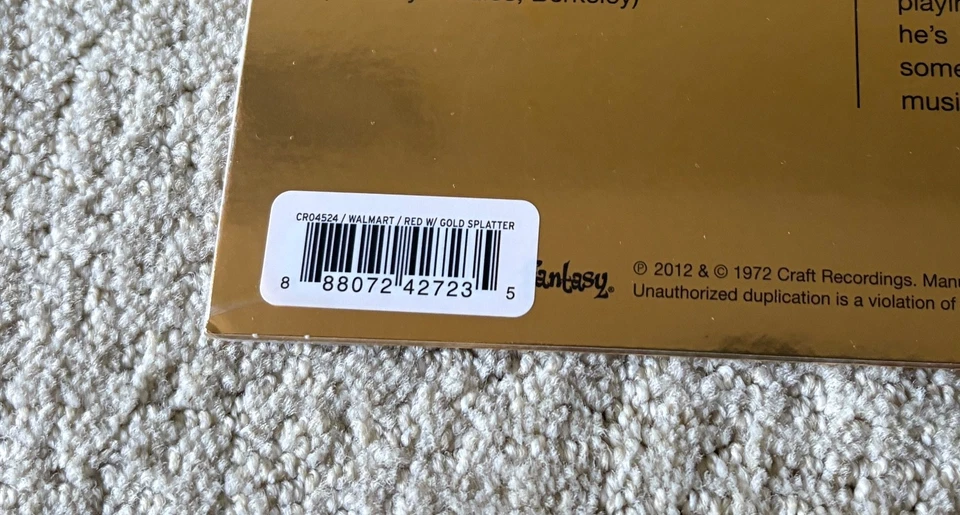 Berkeley)
he's
CR04524 / WALMART / RED W/ GOLD SPLATTER
8 88072 42723 5
fantasy®
℗ 2012 & © 1972 Craft Recordings.
Unauthorized duplication is a violation of